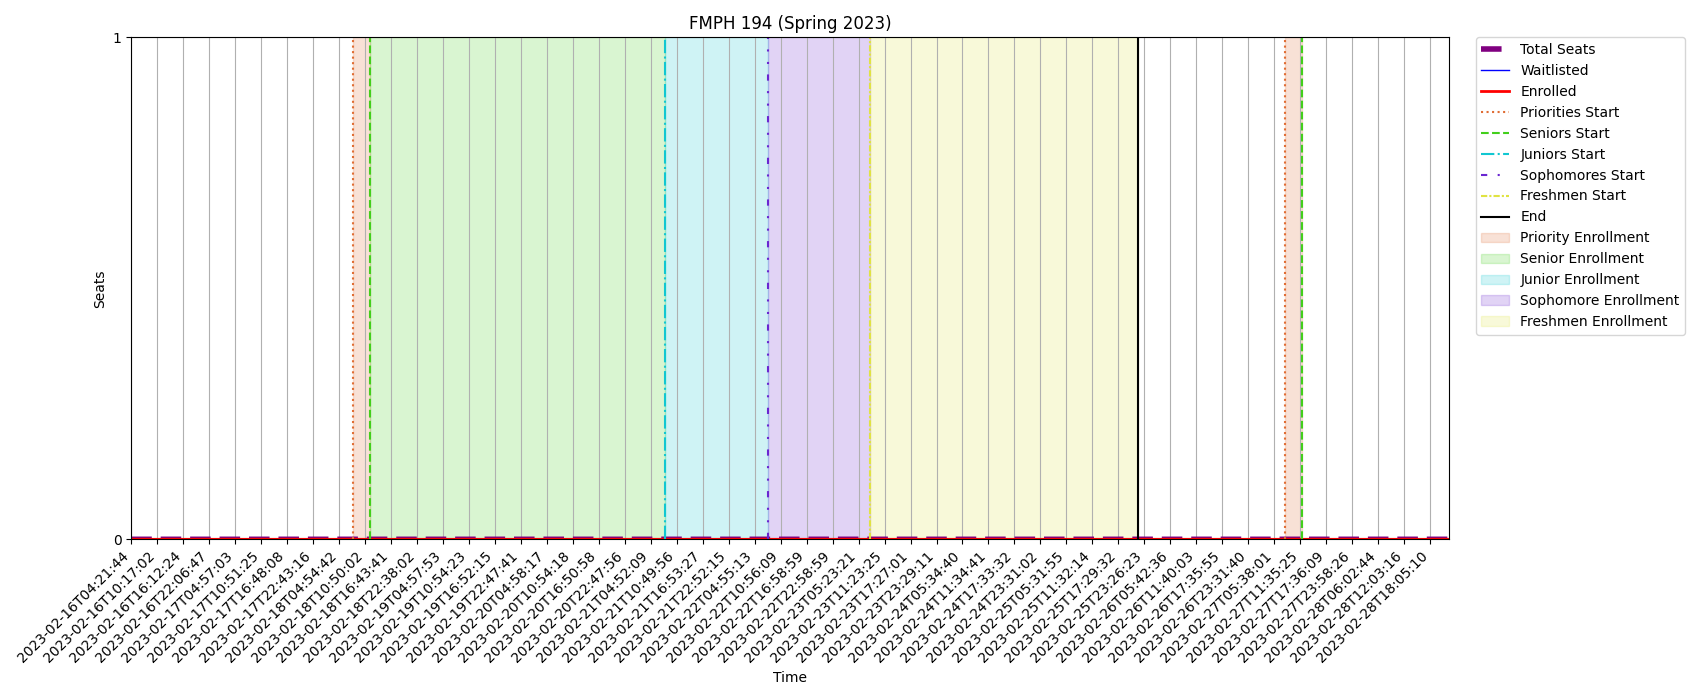 FMPH 194 (Spring 2023)
1
0
Seats
2023-02-16T04:21:44
2023-02-16T10:17:02
2023-02-16T16:12:24
2023-02-16T22:06:47
2023-02-17T04:57:03
2023-02-17T10:51:25
2023-02-17T16:48:08
2023-02-17T22:43:16
2023-02-18T04:54:42
2023-02-18T10:50:02
2023-02-18T16:43:41
2023-02-18T22:38:02
2023-02-19T04:57:53
2023-02-19T10:54:23
2023-02-19T16:52:15
2023-02-19T22:47:41
2023-02-20T04:58:17
2023-02-20T10:54:18
2023-02-20T16:50:58
2023-02-20T22:47:56
2023-02-21T04:52:09
2023-02-21T10:49:56
2023-02-21T16:53:27
2023-02-21T22:52:15
2023-02-22T04:55:13
2023-02-22T10:56:09
2023-02-22T16:58:59
2023-02-22T22:58:59
2023-02-23T05:23:21
2023-02-23T11:23:25
2023-02-23T17:27:01
2023-02-23T23:29:11
2023-02-24T05:34:40
2023-02-24T11:34:41
2023-02-24T17:33:32
2023-02-24T23:31:02
2023-02-25T05:31:55
2023-02-25T11:32:14
2023-02-25T17:29:32
2023-02-25T23:26:23
2023-02-26T05:42:36
2023-02-26T11:40:03
2023-02-26T17:35:55
2023-02-26T23:31:40
2023-02-27T05:38:01
2023-02-27T11:35:25
2023-02-27T17:36:09
2023-02-27T23:58:26
2023-02-28T06:02:44
2023-02-28T12:03:16
2023-02-28T18:05:10
Time
Total Seats
Waitlisted
Enrolled
Priorities Start
Seniors Start
Juniors Start
Sophomores Start
Freshmen Start
End
Priority Enrollment
Senior Enrollment
Junior Enrollment
Sophomore Enrollment
Freshmen Enrollment